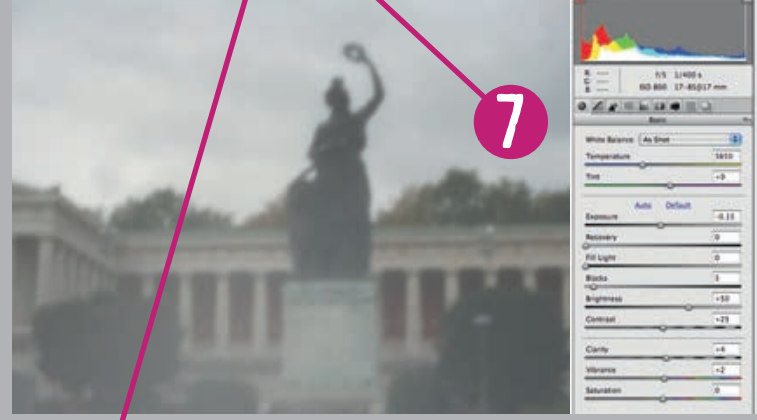 7
f/5 1/400 s
ISO 800 17-85@17 mm
Basic
White Balance: As Shot
Temperature 5850
Tint +9
Auto Default
Exposure -0.15
Recovery 0
Fill Light 0
Blacks 3
Brightness +50
Contrast +25
Clarity +4
Vibrance +2
Saturation 0